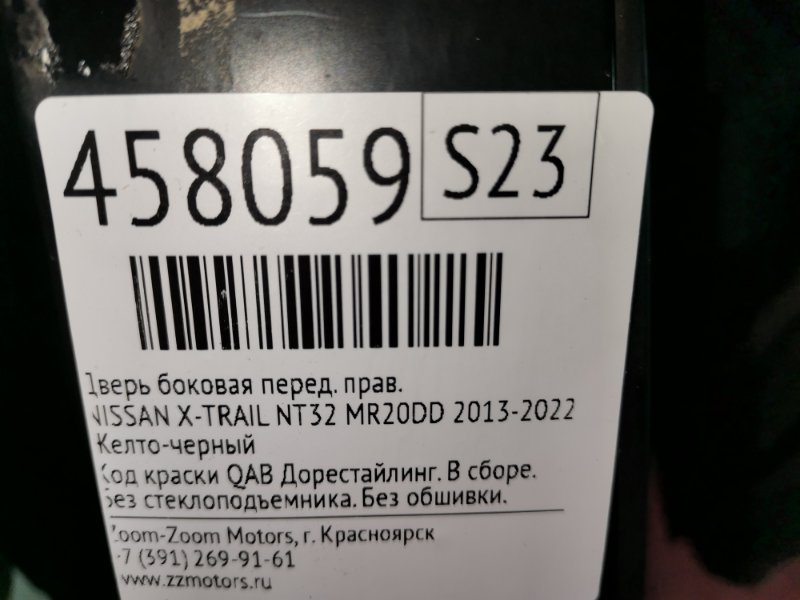 458059 S23
Дверь боковая перед. прав.
NISSAN X-TRAIL NT32 MR20DD 2013-2022
Желто-черный
Код краски QAB Дорестайлинг. В сборе.
Без стеклоподъемника. Без обшивки.
Zoom-Zoom Motors, г. Красноярск
+7 (391) 269-91-61
www.zzmotors.ru